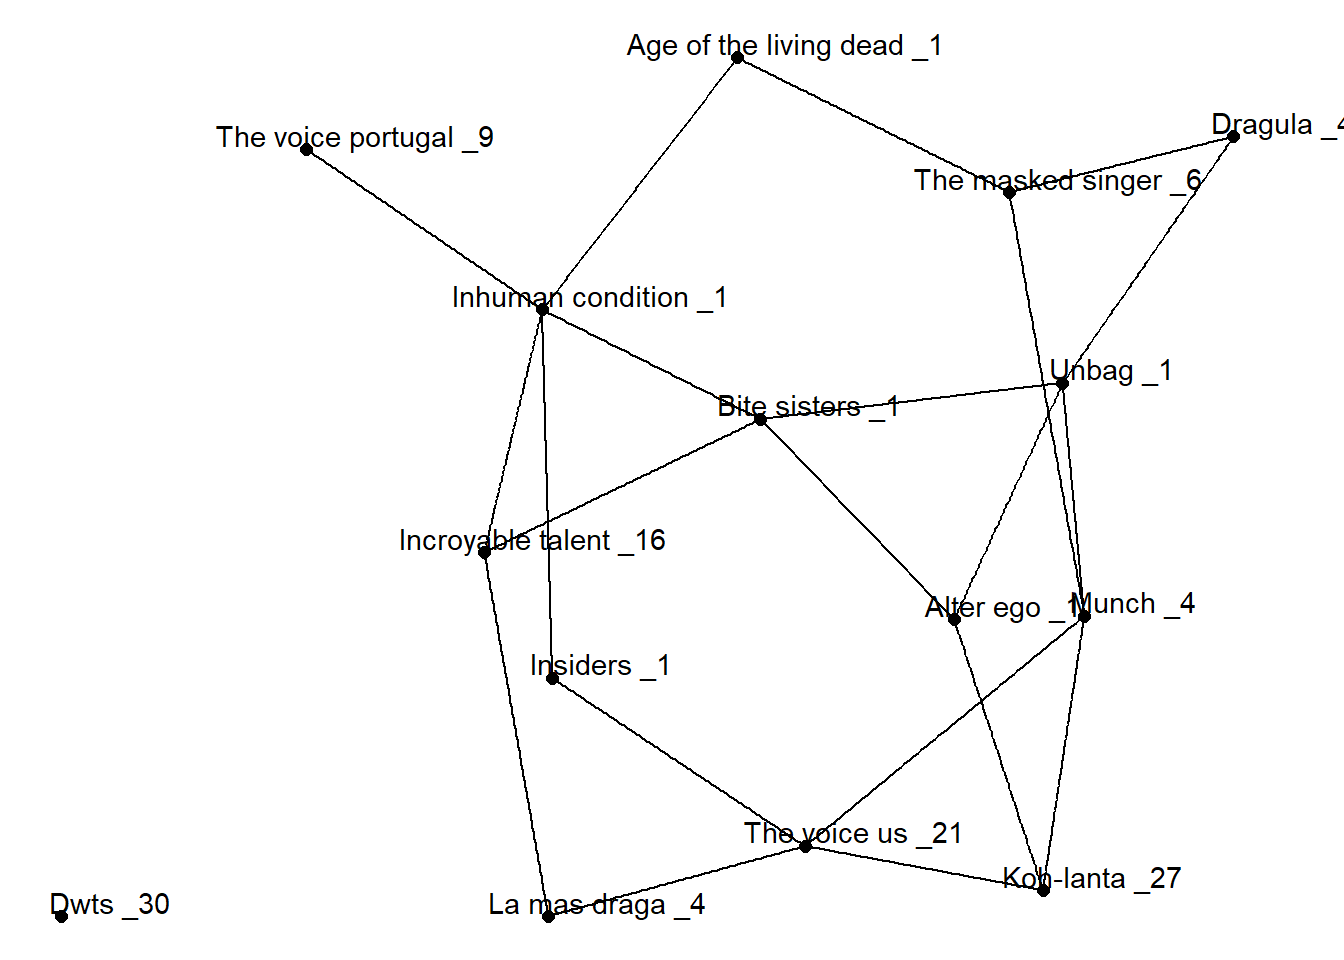 Age of the living dead _1
Dragula _4
The voice portugal _9
The masked singer _6
Inhuman condition _1
Unbag _1
Bite sisters _1
Incroyable talent _16
Alter ego _1
Munch _4
Insiders _1
The voice us _21
Koh-lanta _27
Dwts _30
La mas draga _4